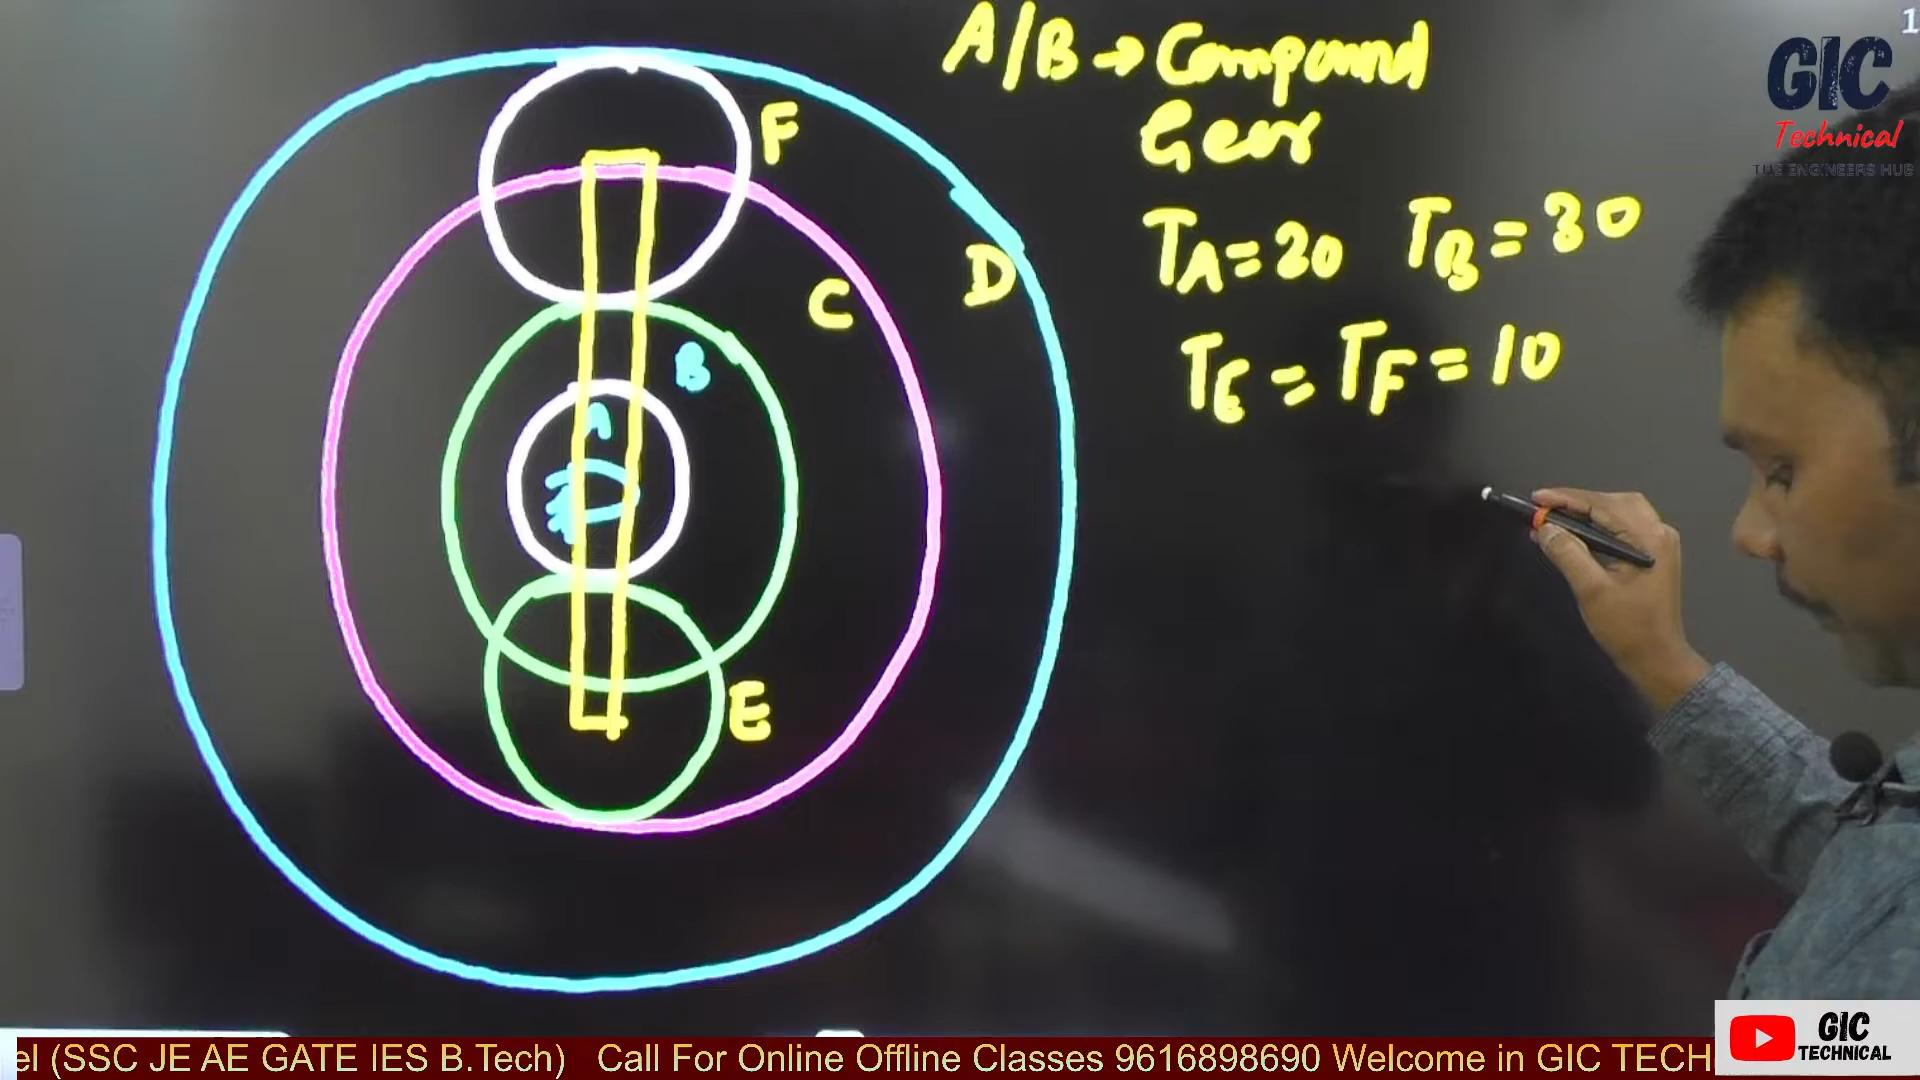 1
A/B → Compound
Gear
GIC
Technical
THE ENGINEERS HUB
F
TA = 20 TB = 30
C
D
TE = TF = 10
B
A
E
el (SSC JE AE GATE IES B.Tech) Call For Online Offline Classes 9616898690 Welcome in GIC TECH
GIC
TECHNICAL